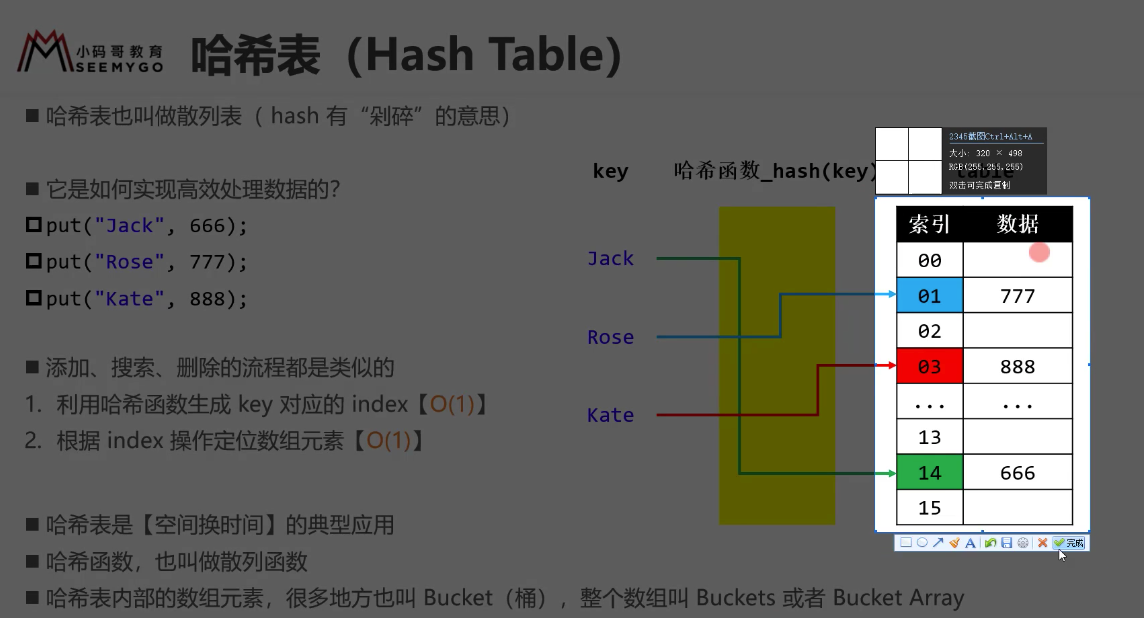 小码哥教育
SEEMYGO
哈希表（Hash Table）
哈希表也叫做散列表（ hash 有“剁碎”的意思）
它是如何实现高效处理数据的？
put("Jack", 666);
put("Rose", 777);
put("Kate", 888);
添加、搜索、删除的流程都是类似的
1. 利用哈希函数生成 key 对应的 index【O(1)】
2. 根据 index 操作定位数组元素【O(1)】
哈希表是【空间换时间】的典型应用
哈希函数，也叫做散列函数
哈希表内部的数组元素，很多地方也叫 Bucket（桶），整个数组叫 Buckets 或者 Bucket Array
key 哈希函数_hash(key) table
Jack
Rose
Kate
2345截图Ctrl+Alt+A
大小: 320 × 498
RGB(255,255,255)
双击可完成复制
索引 数据
00
01 777
02
03 888
... ...
13
14 666
15
A 完成